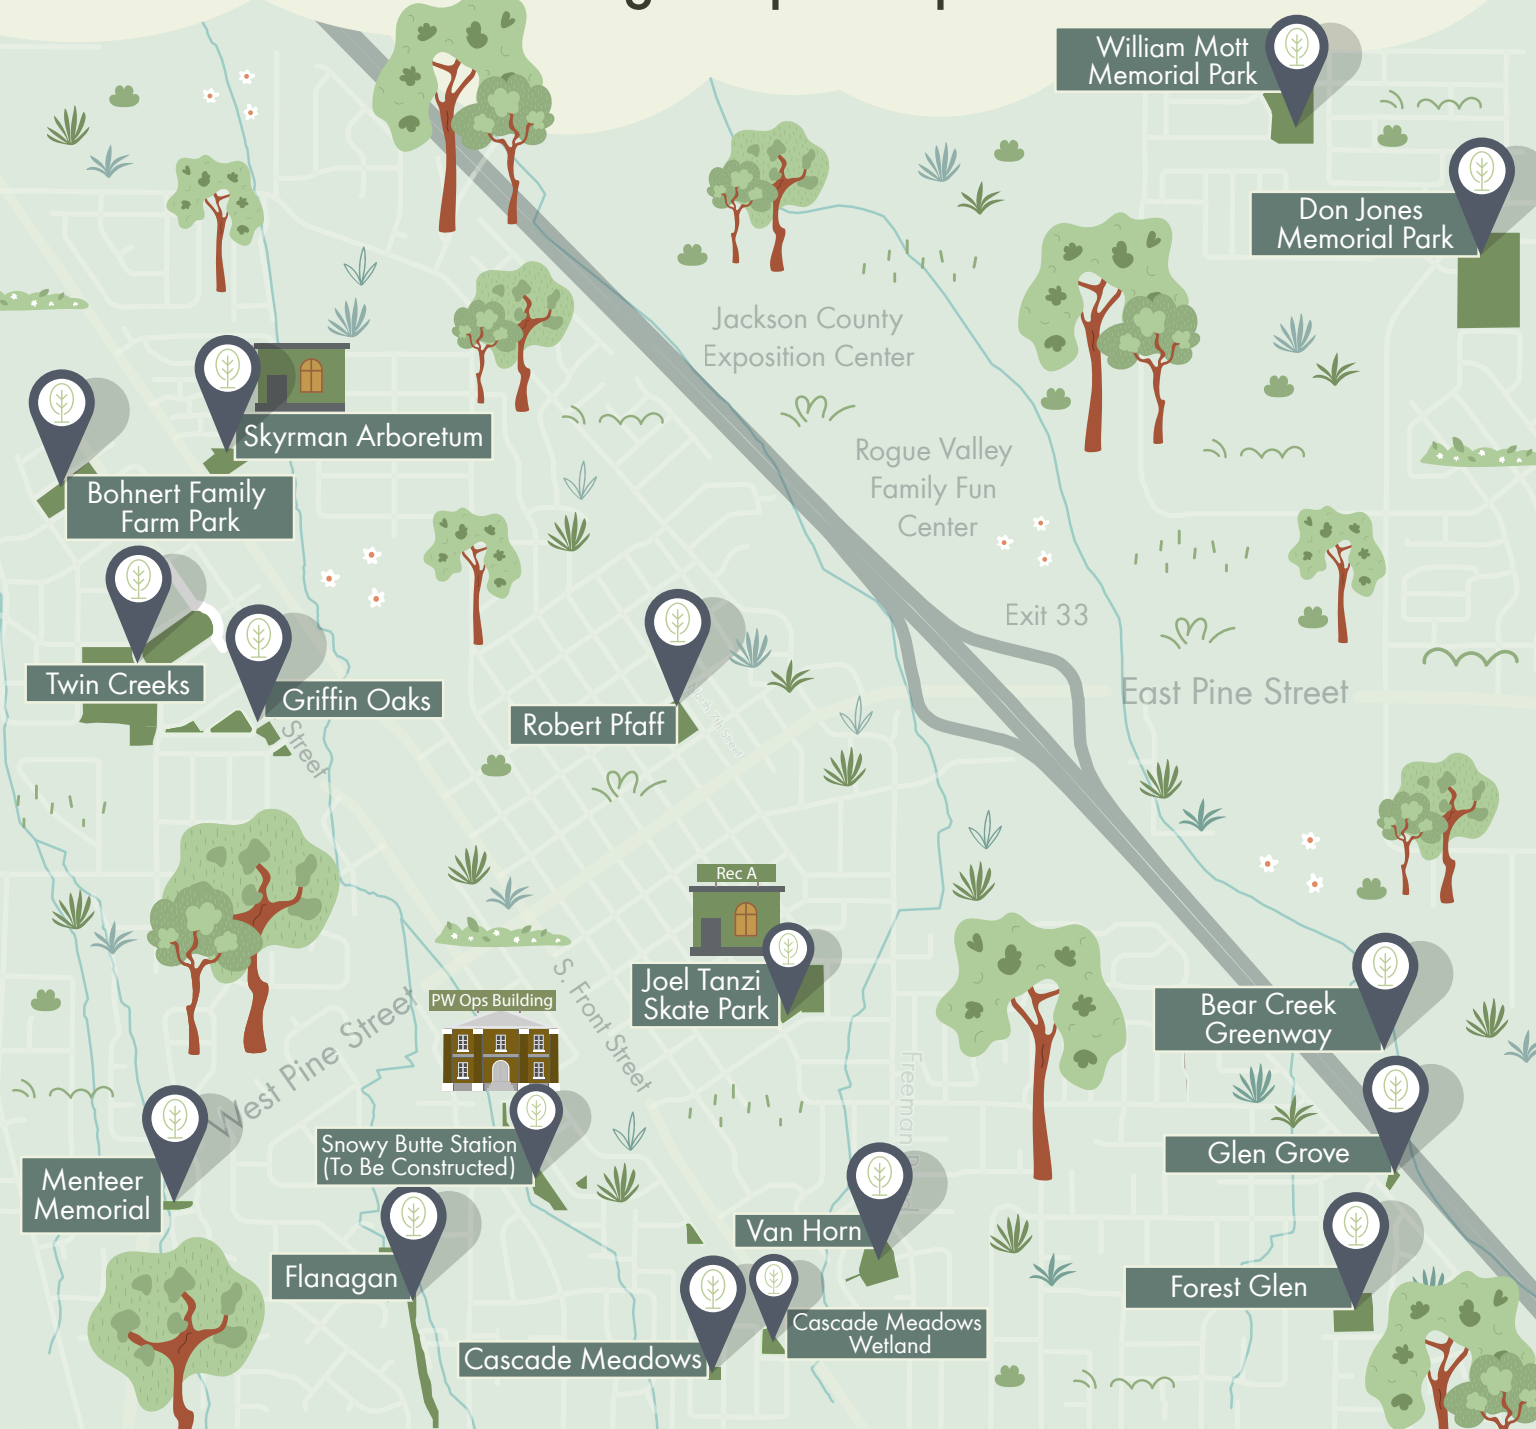 William Mott
Memorial Park
Don Jones
Memorial Park
Jackson County
Exposition Center
Skyrman Arboretum
Rogue Valley
Family Fun
Center
Bohnert Family
Farm Park
Exit 33
Twin Creeks
Griffin Oaks
East Pine Street
Robert Pfaff
Street
Rec A
Joel Tanzi
Skate Park
S. Front Street
PW Ops Building
West Pine Street
Bear Creek
Greenway
Freeman
Snowy Butte Station
(To Be Constructed)
Glen Grove
Menteer
Memorial
Van Horn
Flanagan
Forest Glen
Cascade Meadows
Wetland
Cascade Meadows